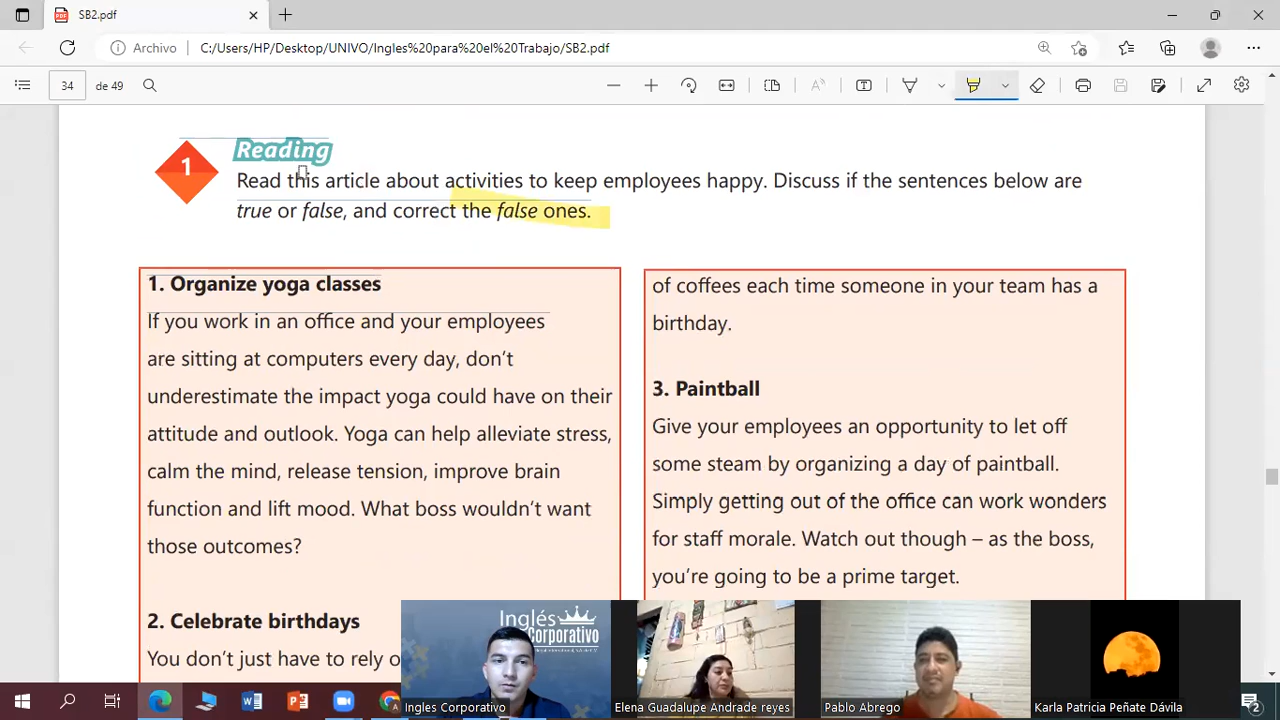 SB2.pdf
Archivo C:/Users/HP/Desktop/UNIVO/Ingles%20para%20el%20Trabajo/SB2.pdf
34 de 49
Reading
1
Read this article about activities to keep employees happy. Discuss if the sentences below are
true or false, and correct the false ones.
1. Organize yoga classes
If you work in an office and your employees
are sitting at computers every day, don't
underestimate the impact yoga could have on their
attitude and outlook. Yoga can help alleviate stress,
calm the mind, release tension, improve brain
function and lift mood. What boss wouldn't want
those outcomes?
2. Celebrate birthdays
You don't just have to rely o
of coffees each time someone in your team has a
birthday.
3. Paintball
Give your employees an opportunity to let off
some steam by organizing a day of paintball.
Simply getting out of the office can work wonders
for staff morale. Watch out though – as the boss,
you're going to be a prime target.
Inglés
Corporativo
Ingles Corporativo
Elena Guadalupe Andrade reyes
Pablo Abrego
Karla Patricia Peñate Dávila